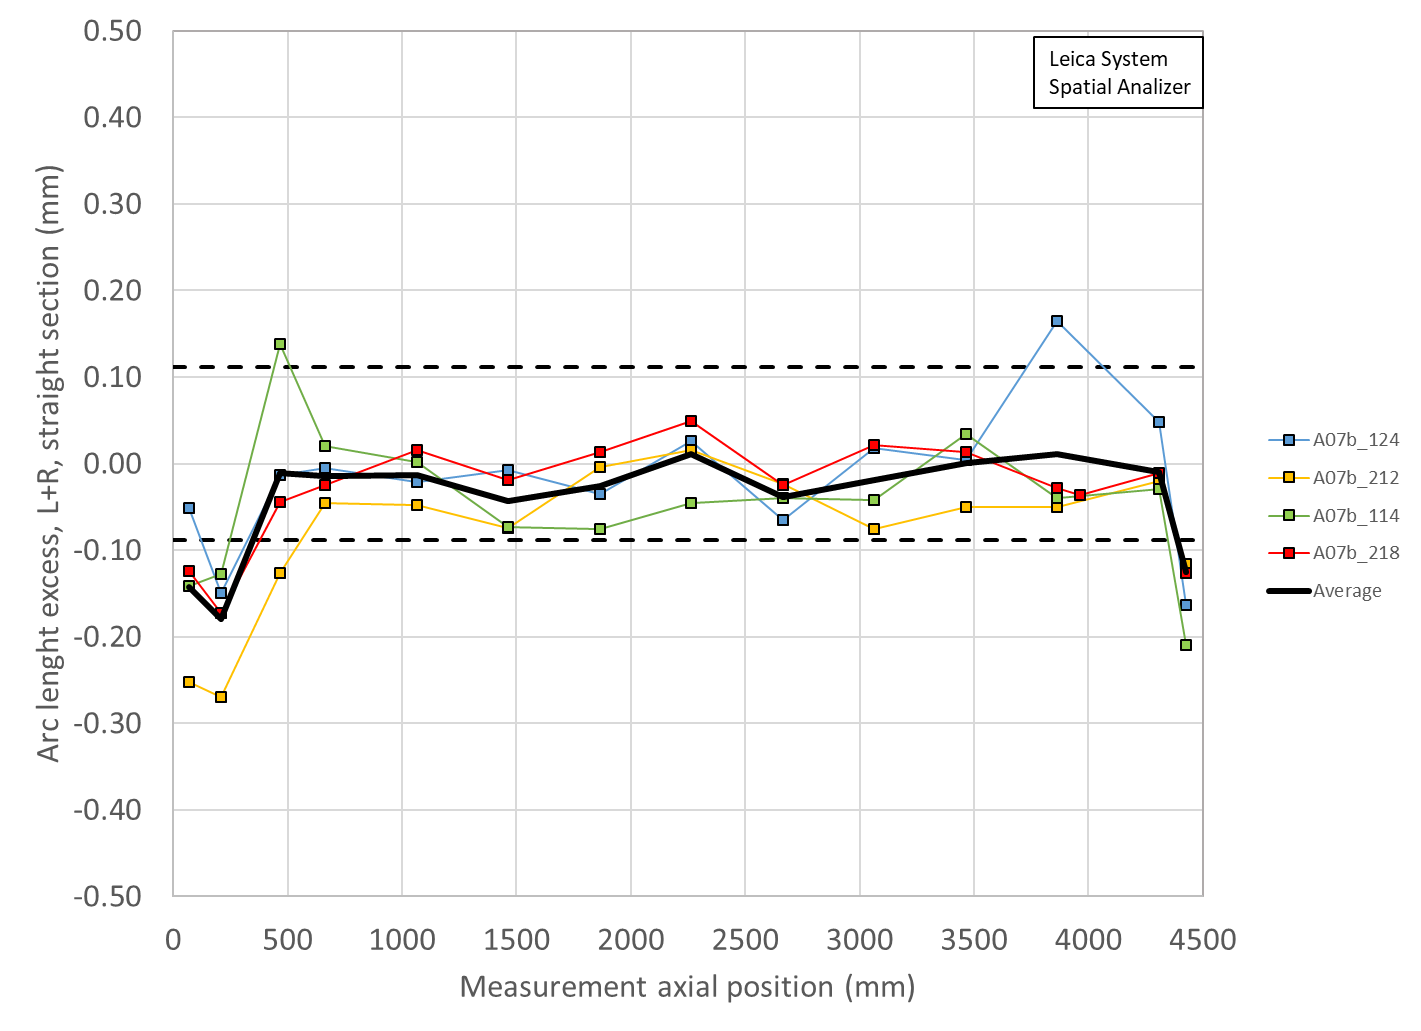 0.50
0.40
0.30
0.20
0.10
0.00
-0.10
-0.20
-0.30
-0.40
-0.50
Arc lenght excess, L+R, straight section (mm)
Leica System
Spatial Analizer
A07b_124
A07b_212
A07b_114
A07b_218
Average
0 500 1000 1500 2000 2500 3000 3500 4000 4500
Measurement axial position (mm)